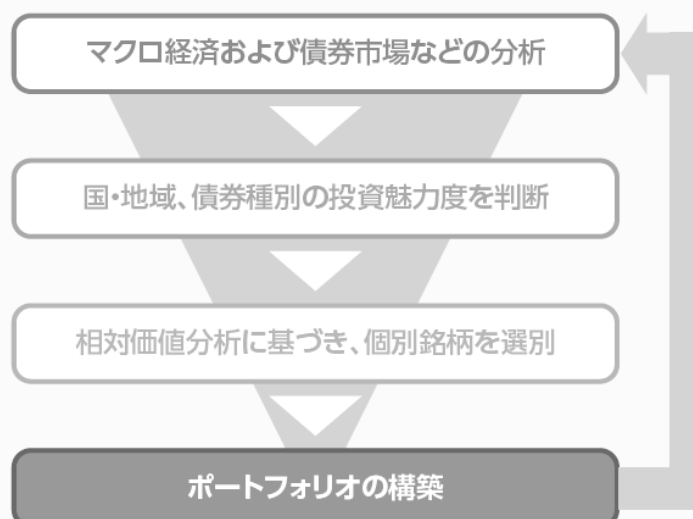 マクロ経済および債券市場などの分析
国・地域、債券種別の投資魅力度を判断
相対価値分析に基づき、個別銘柄を選別
ポートフォリオの構築